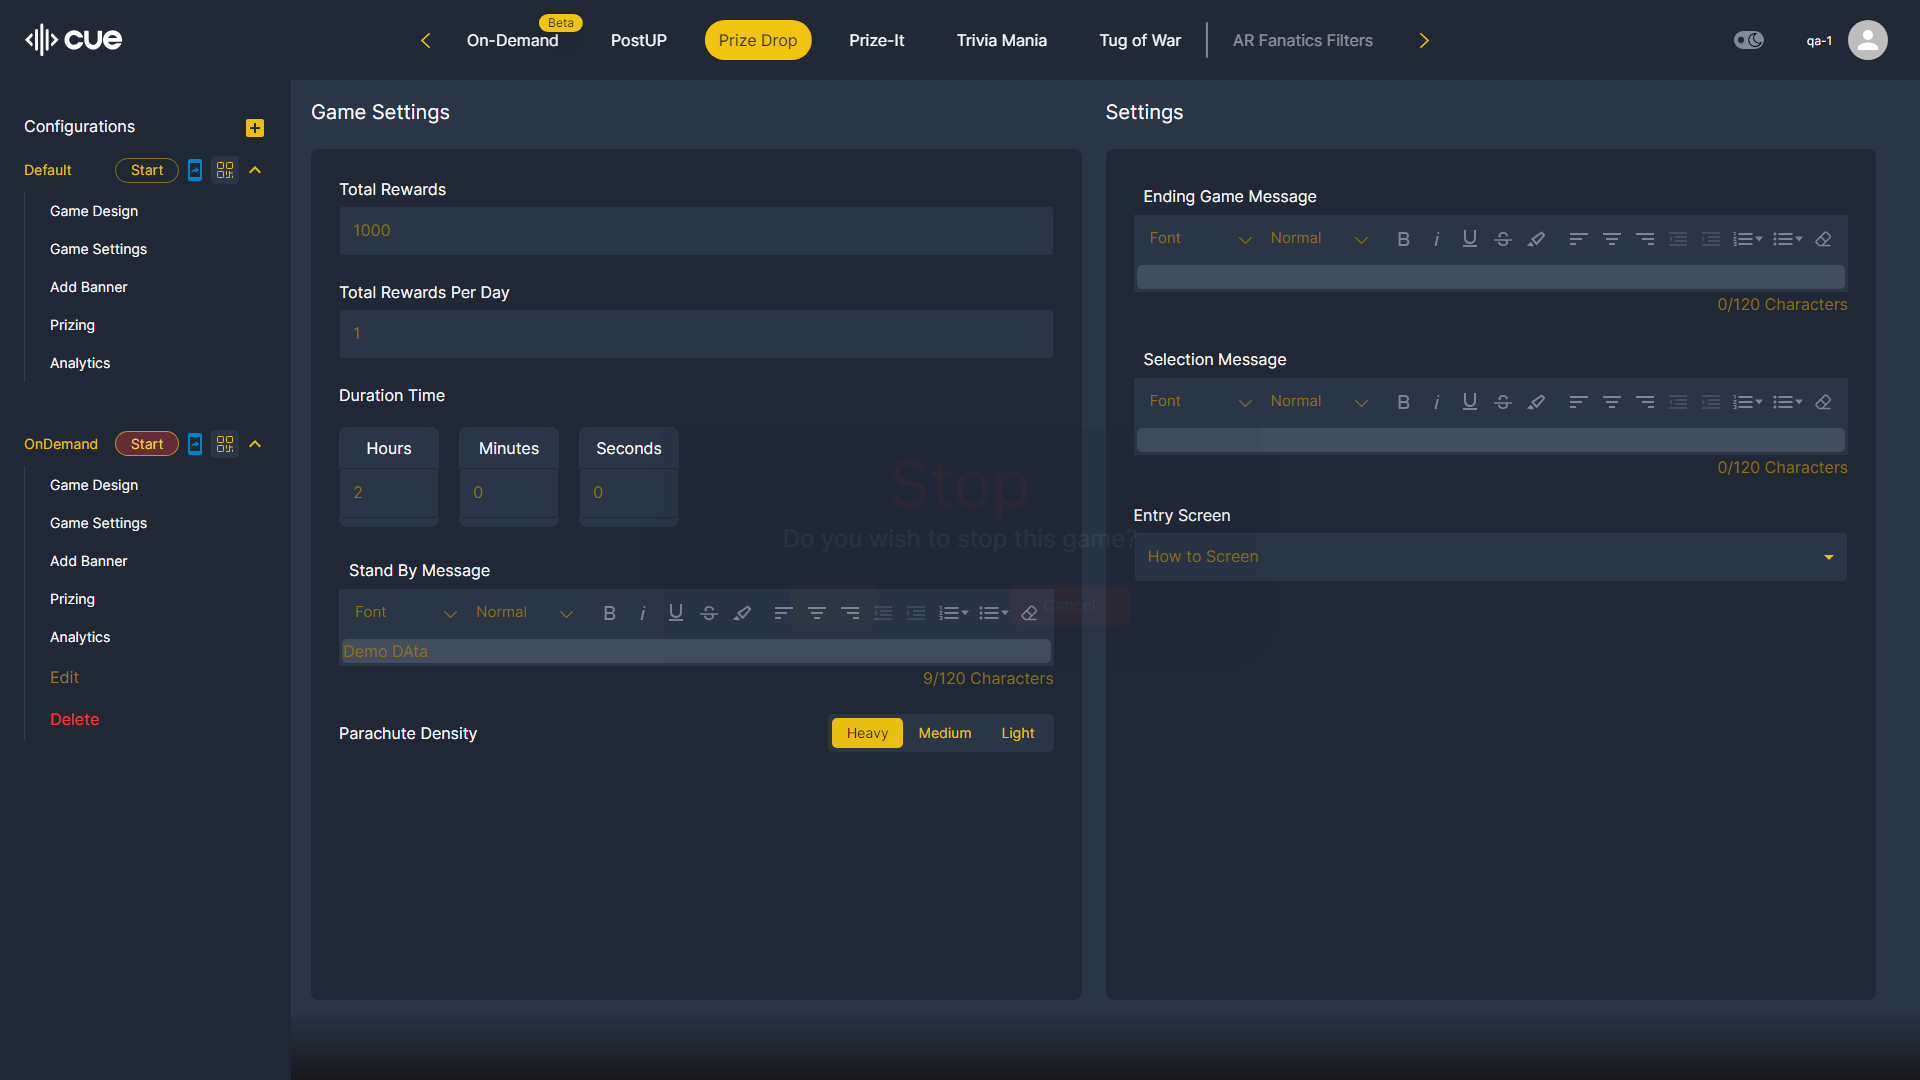 cue
On-Demand
Beta
PostUP
Prize Drop
Prize-It
Trivia Mania
Tug of War
AR Fanatics Filters
qa-1
Configurations
Default
Start
Game Design
Game Settings
Add Banner
Prizing
Analytics
OnDemand
Start
Game Design
Game Settings
Add Banner
Prizing
Analytics
Edit
Delete
Game Settings
Total Rewards
1000
Total Rewards Per Day
1
Duration Time
Hours
Minutes
Seconds
2
0
0
Stand By Message
Font
Normal
Demo DAta
9/120 Characters
Parachute Density
Heavy
Medium
Light
Stop
Do you wish to stop this game?
Cancel
Settings
Ending Game Message
Font
Normal
0/120 Characters
Selection Message
Font
Normal
0/120 Characters
Entry Screen
How to Screen